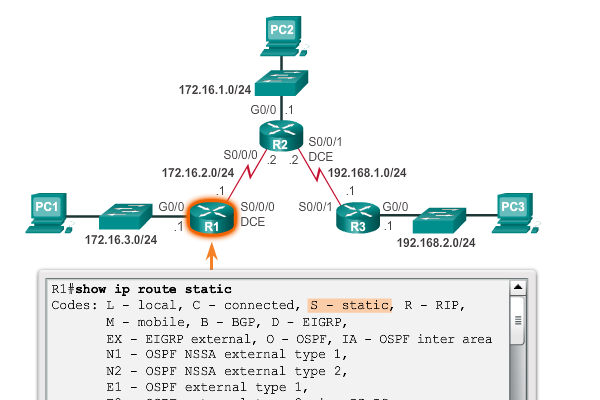 PC2
172.16.1.0/24
G0/0 .1
R2
S0/0/1
DCE
S0/0/0
.2 .2
172.16.2.0/24
192.168.1.0/24
.1
.1
PC1
G0/0
.1
R1
S0/0/0
DCE
S0/0/1
R3
G0/0
.1
PC3
172.16.3.0/24
192.168.2.0/24
R1#show ip route static
Codes: L - local, C - connected, S - static, R - RIP,
M - mobile, B - BGP, D - EIGRP,
EX - EIGRP external, O - OSPF, IA - OSPF inter area
N1 - OSPF NSSA external type 1,
N2 - OSPF NSSA external type 2,
E1 - OSPF external type 1,